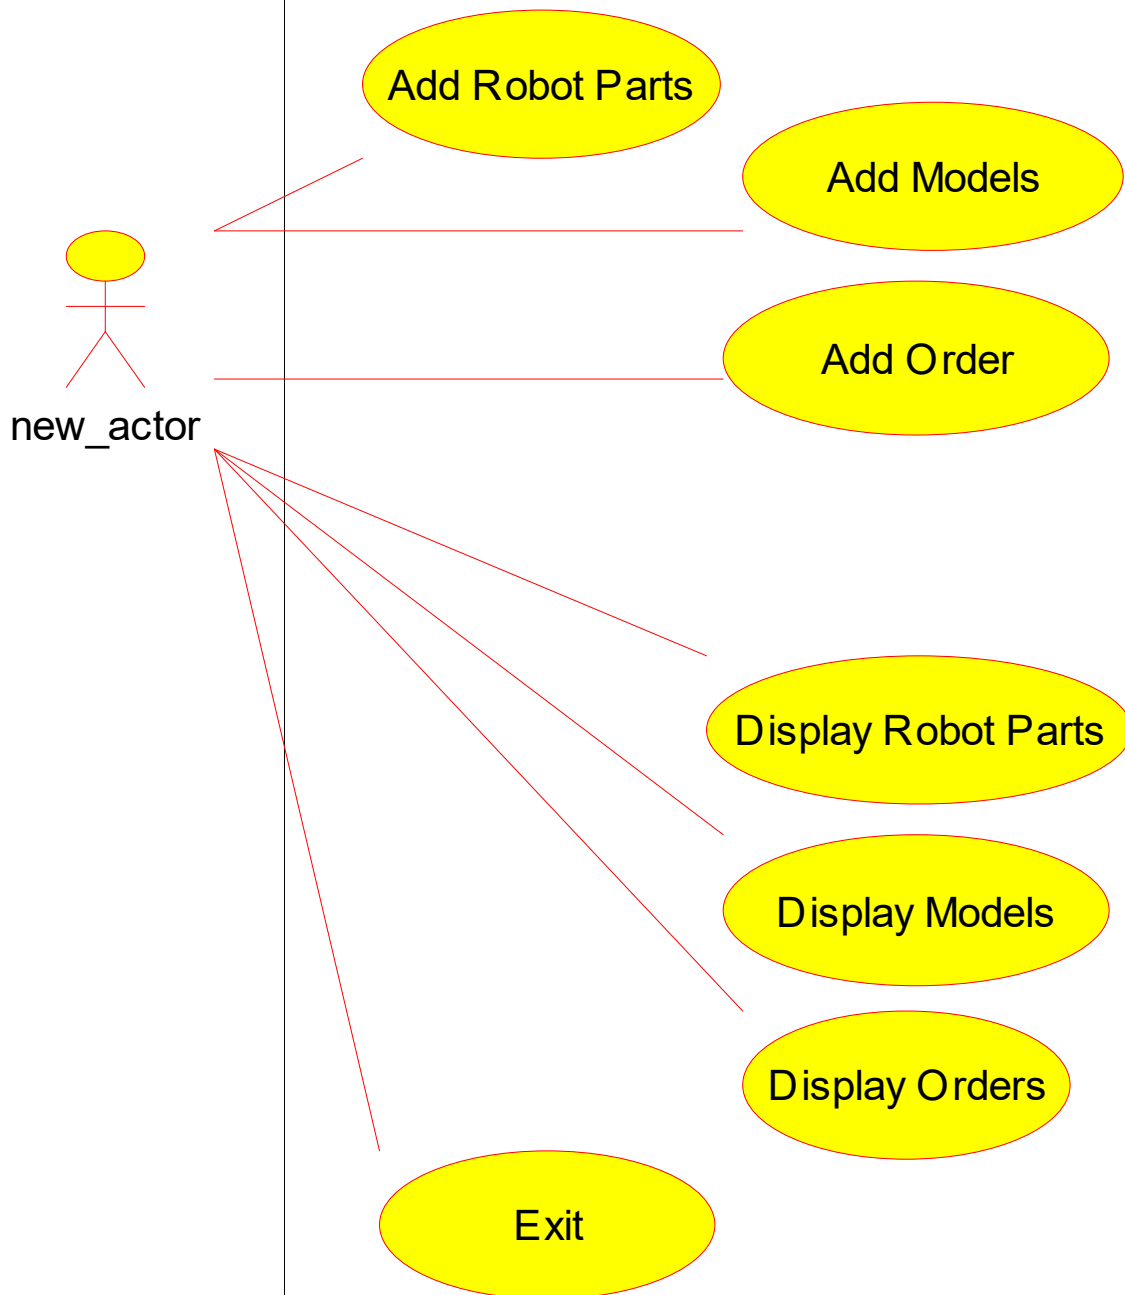 Add Robot Parts
Add Models
Add Order
new_actor
Display Robot Parts
Display Models
Display Orders
Exit